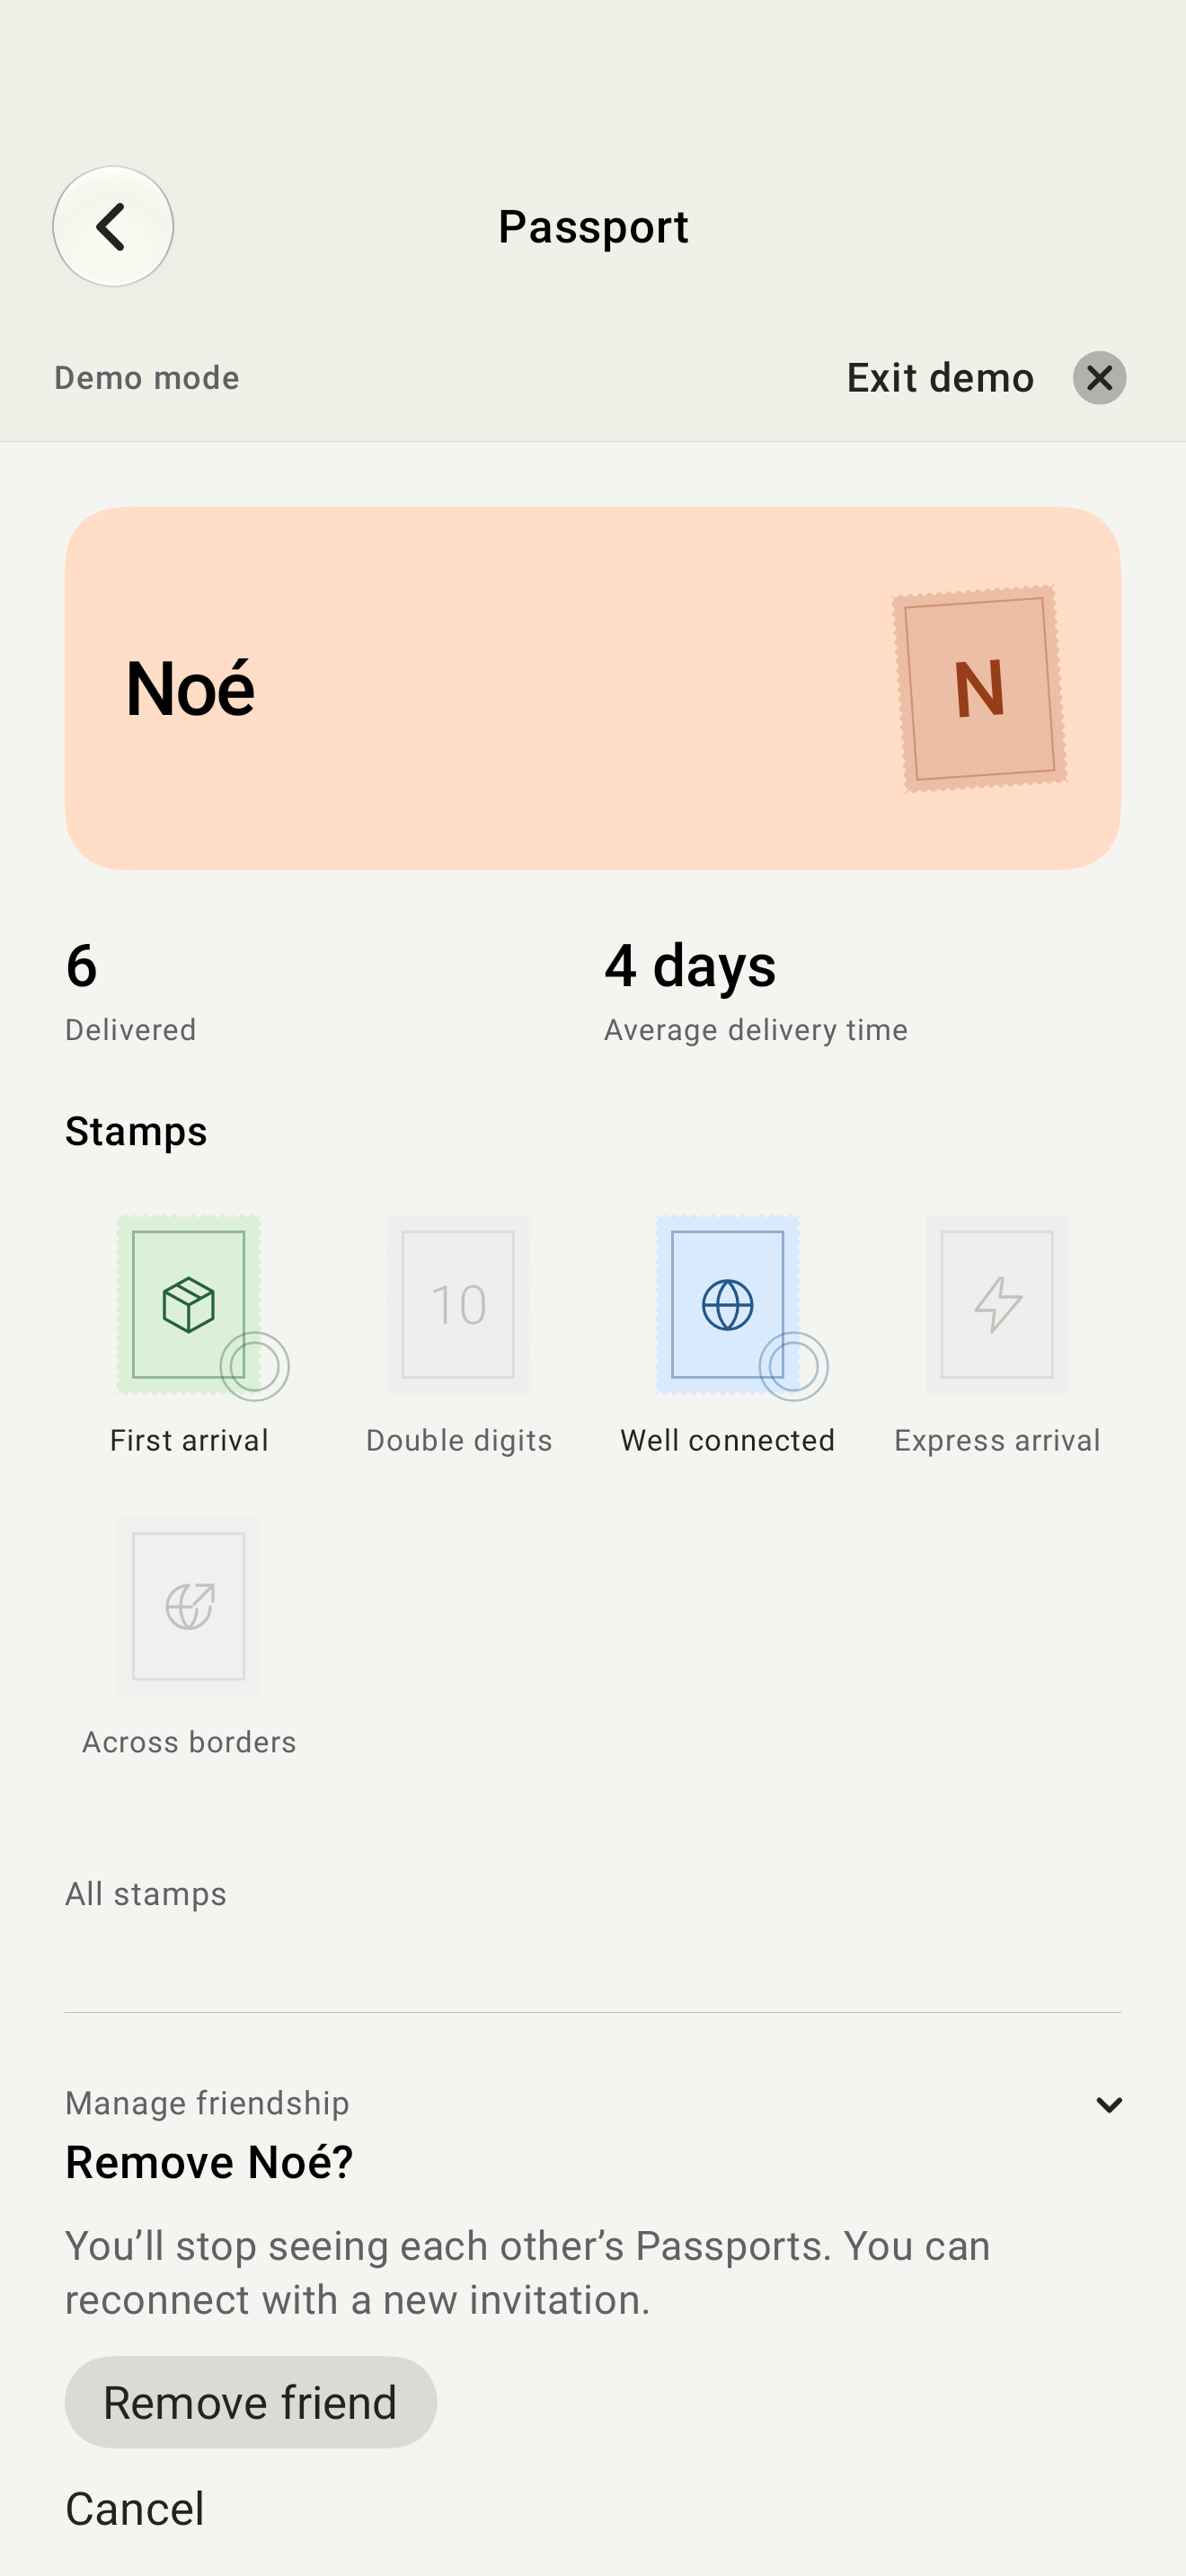 Passport
Demo mode
Exit demo
Noé
N
6
4 days
Delivered
Average delivery time
Stamps
10
First arrival
Double digits
Well connected
Express arrival
Across borders
All stamps
Manage friendship
Remove Noé?
You’ll stop seeing each other’s Passports. You can
reconnect with a new invitation.
Remove friend
Cancel